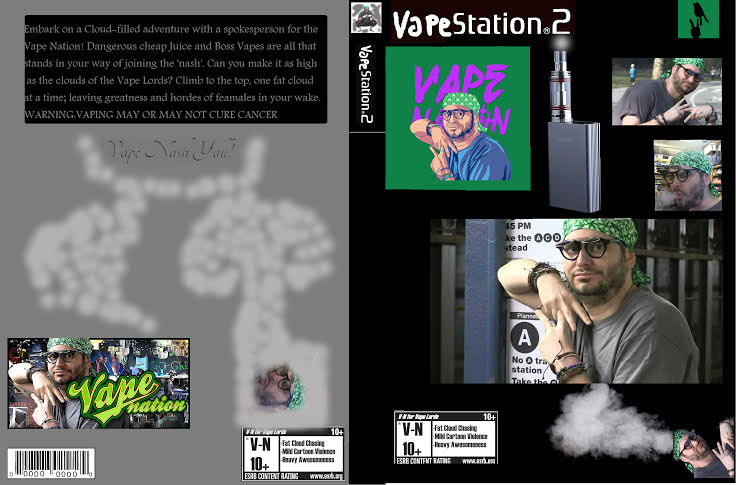 Embark on a Cloud-filled adventure with a spokesperson for the
Vape Nation! Dangerous cheap Juice and Boss Vapes are all that
stands in your way of joining the 'nash'. Can you make it as high
as the clouds of the Vape Lords? Climb to the top, one fat cloud
at a time; leaving greatness and hordes of feamales in your wake.
WARNING:VAPING MAY OR MAY NOT CURE CANCER
Vape Nash Yall!
Vape
nation
0000 0000 0
V-N for Vape Lords 10+
V-N
10+
-Fat Cloud Chasing
-Mild Cartoon Violence
-Heavy Awesomeness
ESRB CONTENT RATING www.esrb.org
VapeStation.2
VapeStation®2
VAPE
NATION
45 PM
ke the A C D
stead
Planned
A
No A tra
station
Take the
V-N for Vape Lords 10+
V-N
10+
-Fat Cloud Chasing
-Mild Cartoon Violence
-Heavy Awesomeness
ESRB CONTENT RATING www.esrb.org